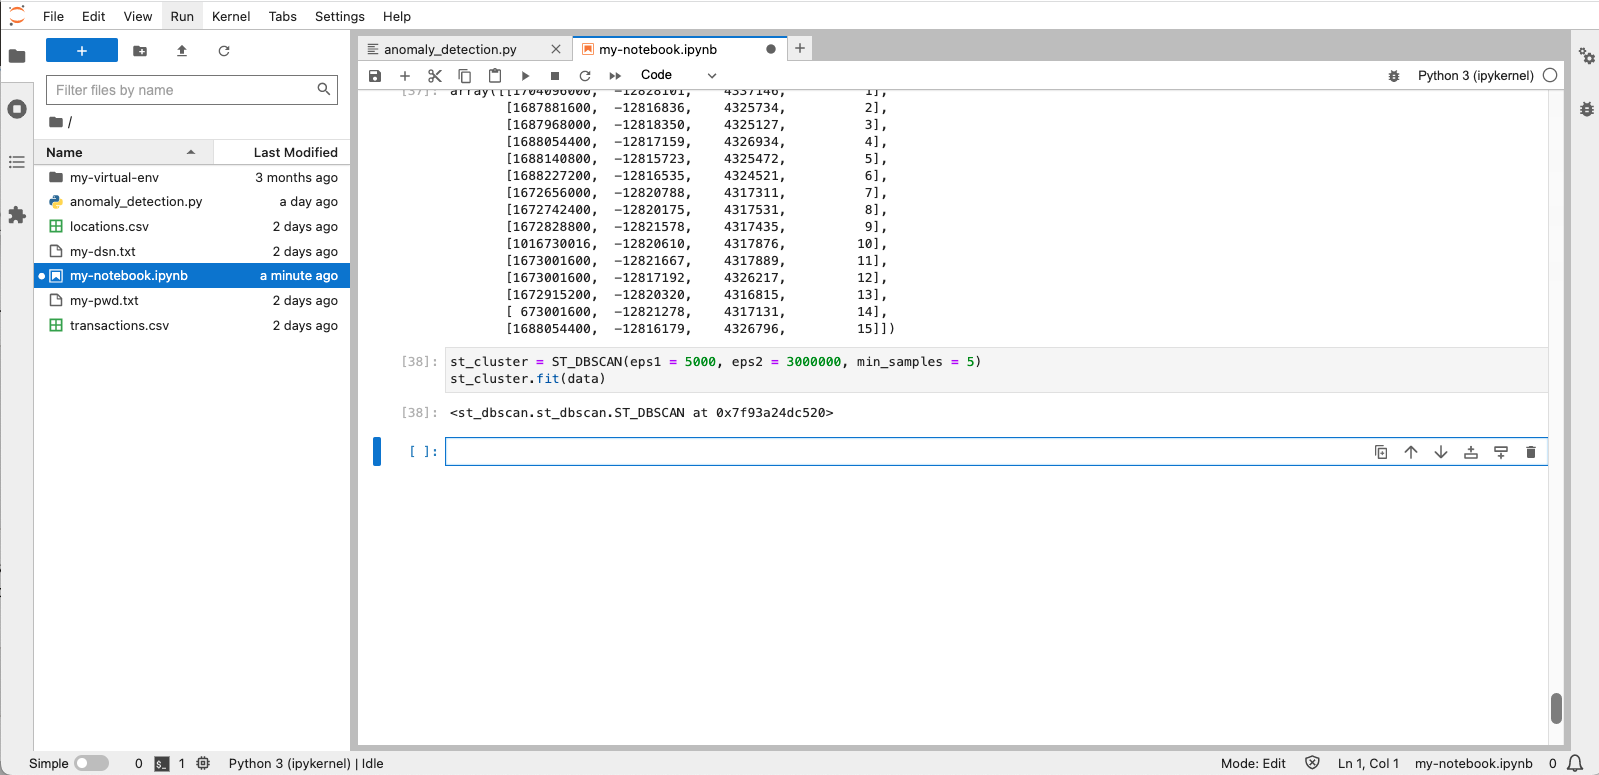 File Edit View Run Kernel Tabs Settings Help
+
Filter files by name
/
Name Last Modified
my-virtual-env 3 months ago
anomaly_detection.py a day ago
locations.csv 2 days ago
my-dsn.txt 2 days ago
my-notebook.ipynb a minute ago
my-pwd.txt 2 days ago
transactions.csv 2 days ago
anomaly_detection.py my-notebook.ipynb +
Code Python 3 (ipykernel)
[37]: array([[1704096000, -12828101, 4337146, 1],
[1687881600, -12816836, 4325734, 2],
[1687968000, -12818350, 4325127, 3],
[1688054400, -12817159, 4326934, 4],
[1688140800, -12815723, 4325472, 5],
[1688227200, -12816535, 4324521, 6],
[1672656000, -12820788, 4317311, 7],
[1672742400, -12820175, 4317531, 8],
[1672828800, -12821578, 4317435, 9],
[1016730016, -12820610, 4317876, 10],
[1673001600, -12821667, 4317889, 11],
[1673001600, -12817192, 4326217, 12],
[1672915200, -12820320, 4316815, 13],
[ 673001600, -12821278, 4317131, 14],
[1688054400, -12816179, 4326796, 15]])
[38]: st_cluster = ST_DBSCAN(eps1 = 5000, eps2 = 3000000, min_samples = 5)
st_cluster.fit(data)
[38]: <st_dbscan.st_dbscan.ST_DBSCAN at 0x7f93a24dc520>
[ ]:
Simple 0 $_ 1 Python 3 (ipykernel) | Idle Mode: Edit Ln 1, Col 1 my-notebook.ipynb 0